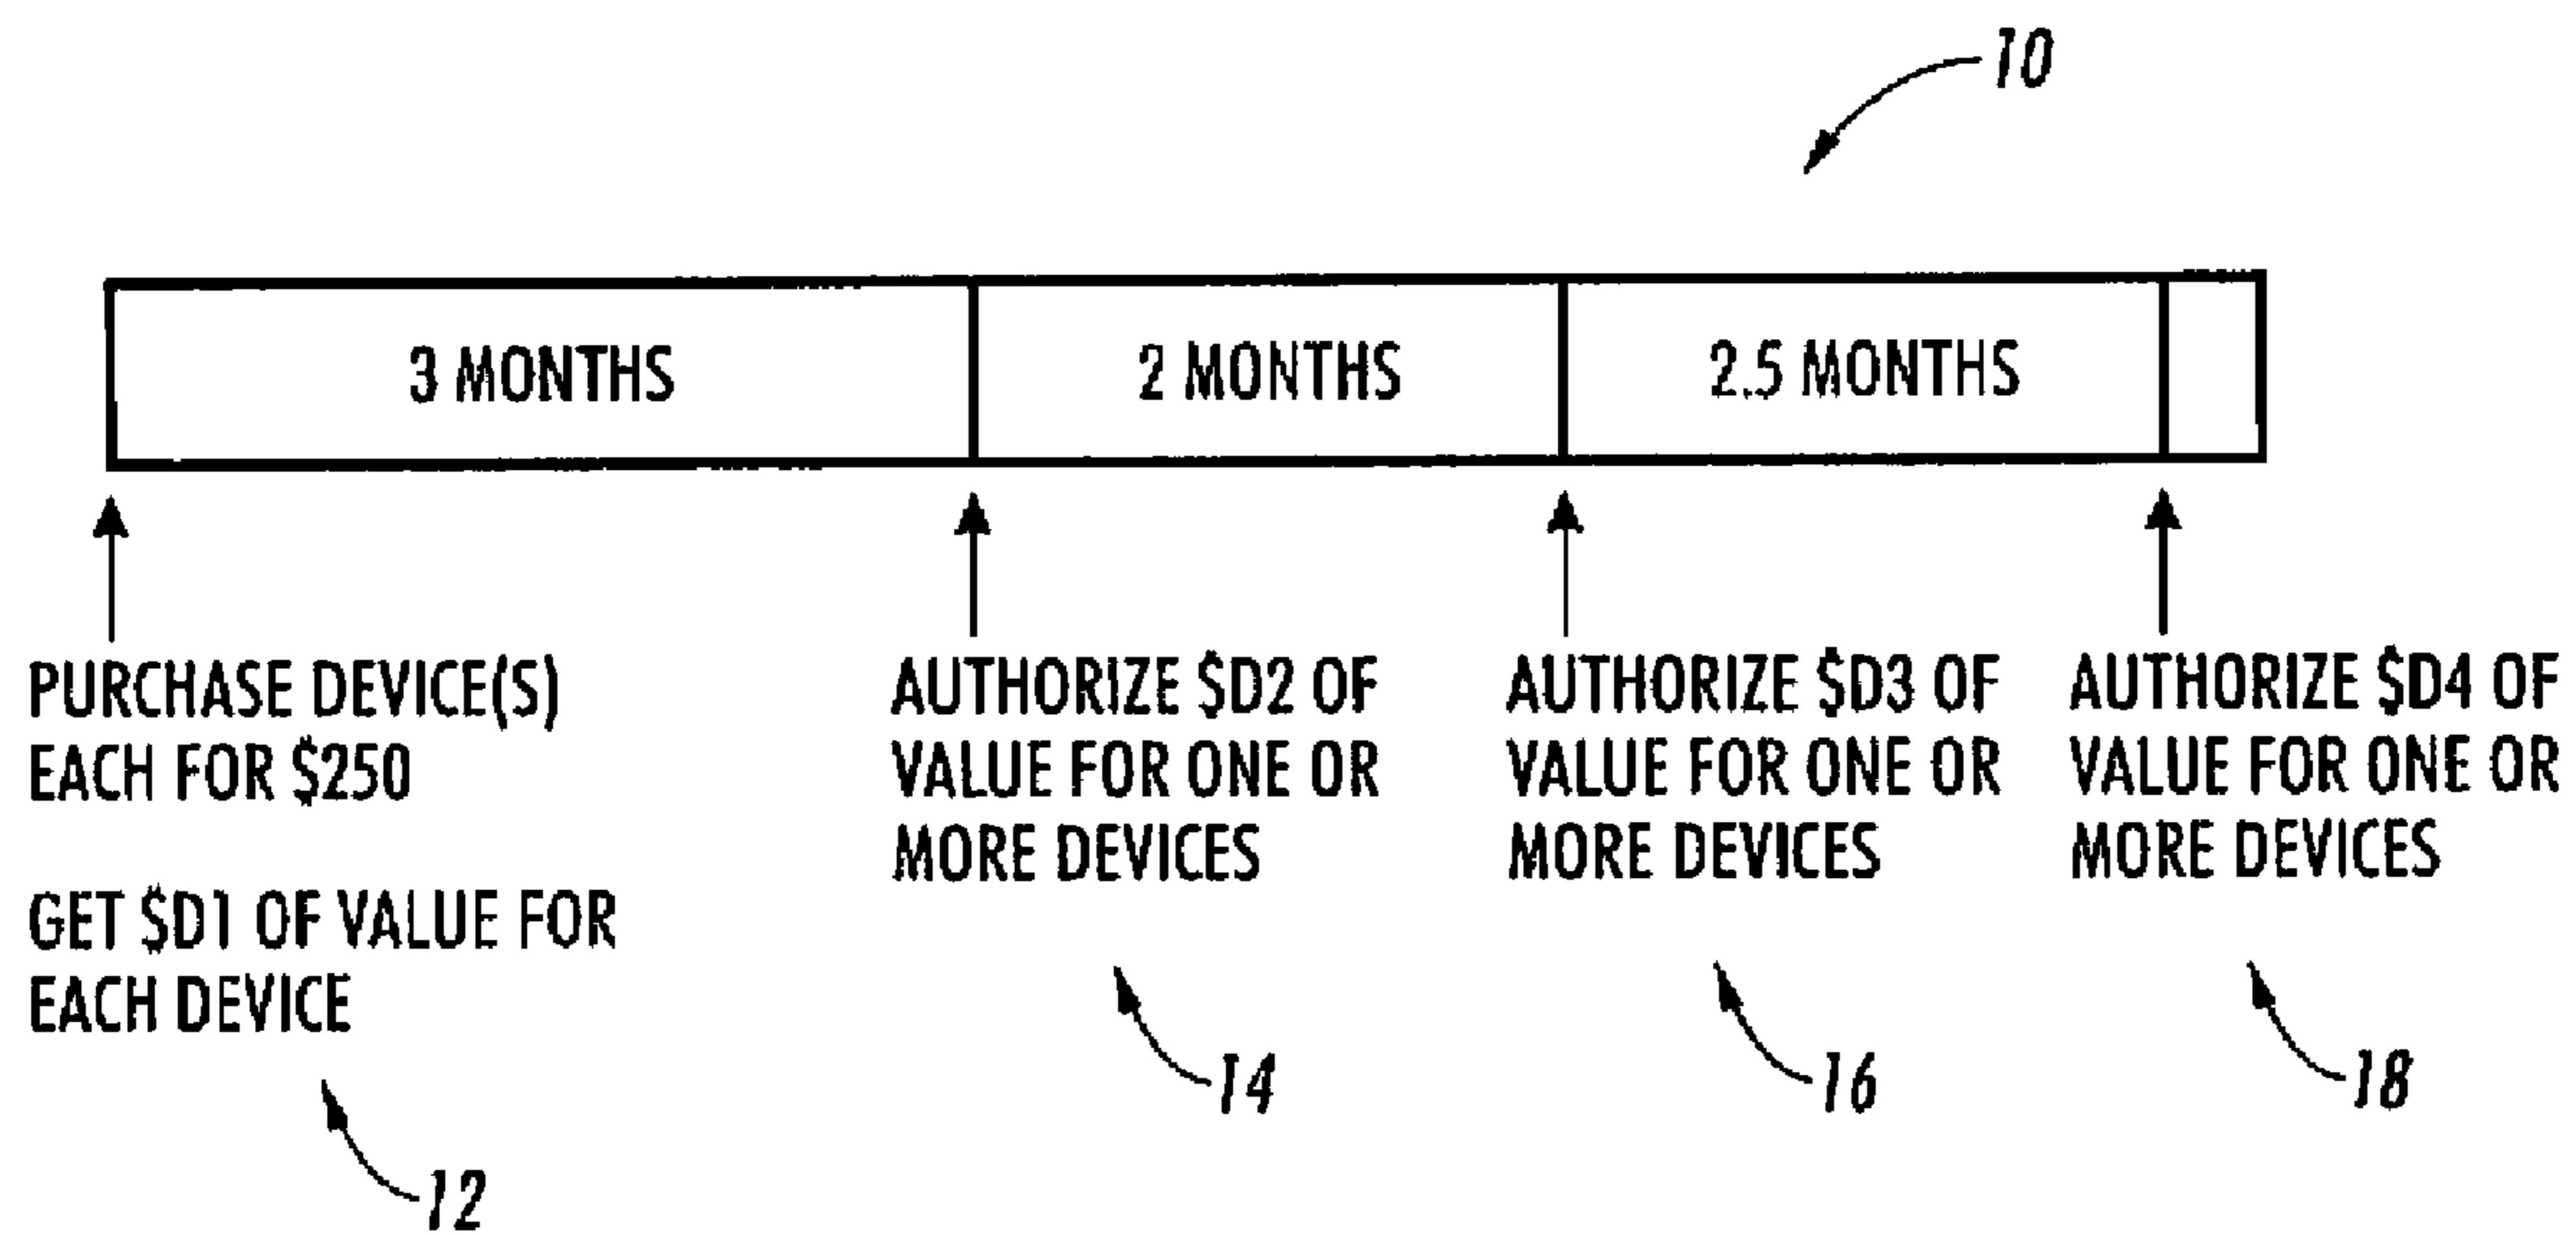 10
3 MONTHS
2 MONTHS
2.5 MONTHS
PURCHASE DEVICE(S)
EACH FOR $250
GET $D1 OF VALUE FOR
EACH DEVICE
12
AUTHORIZE $D2 OF
VALUE FOR ONE OR
MORE DEVICES
14
AUTHORIZE $D3 OF
VALUE FOR ONE OR
MORE DEVICES
16
AUTHORIZE $D4 OF
VALUE FOR ONE OR
MORE DEVICES
18